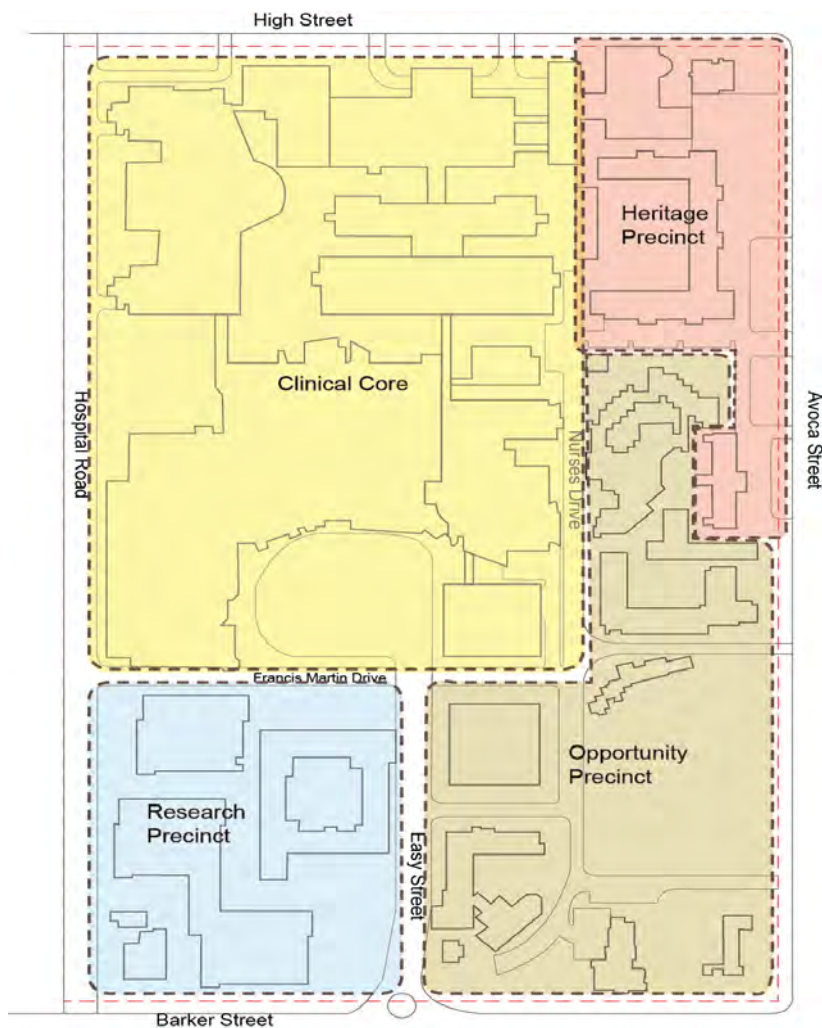 High Street
Heritage
Precinct
Clinical Core
Hospital Road
Nurses Drive
Avoca Street
Francis Martin Drive
Opportunity
Precinct
Research
Precinct
Easy Street
Barker Street